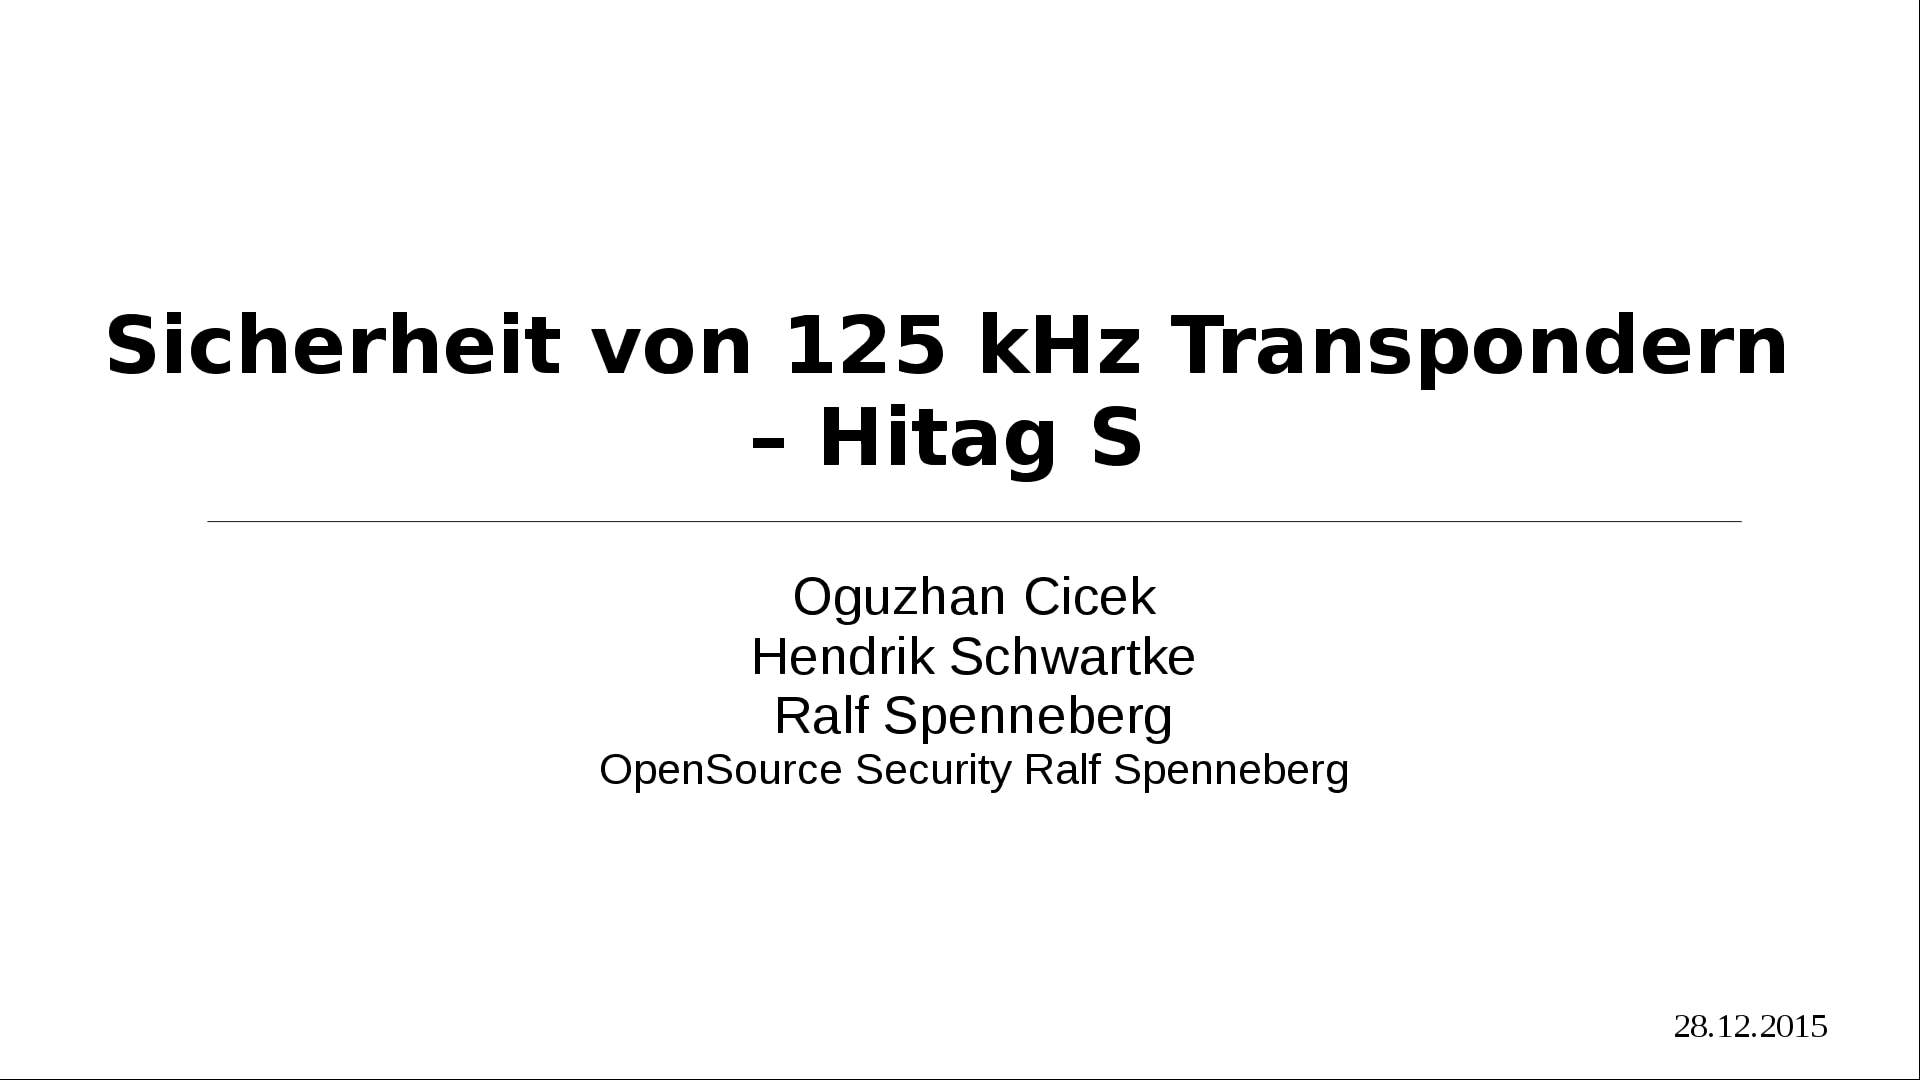 Sicherheit von 125 kHz Transpondern
– Hitag S
Oguzhan Cicek
Hendrik Schwartke
Ralf Spenneberg
OpenSource Security Ralf Spenneberg
28.12.2015